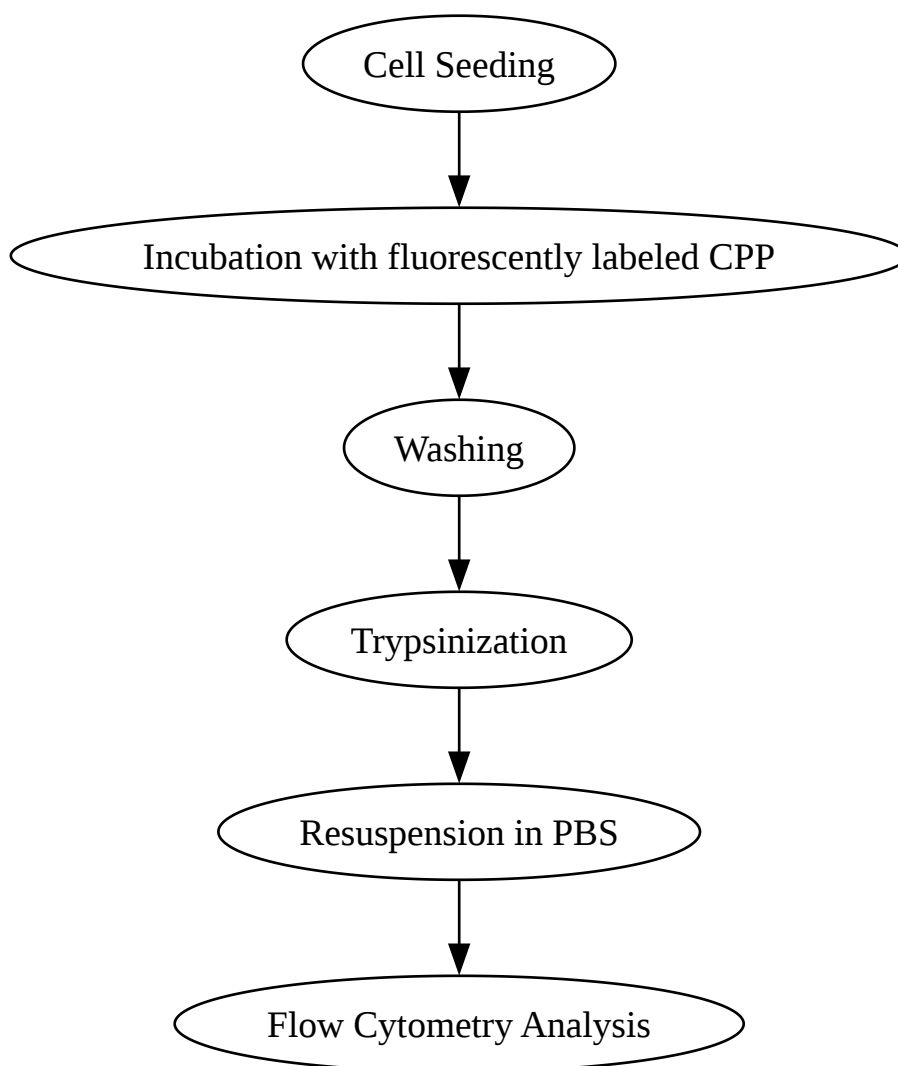 Cell Seeding
Incubation with fluorescently labeled CPP
Washing
Trypsinization
Resuspension in PBS
Flow Cytometry Analysis